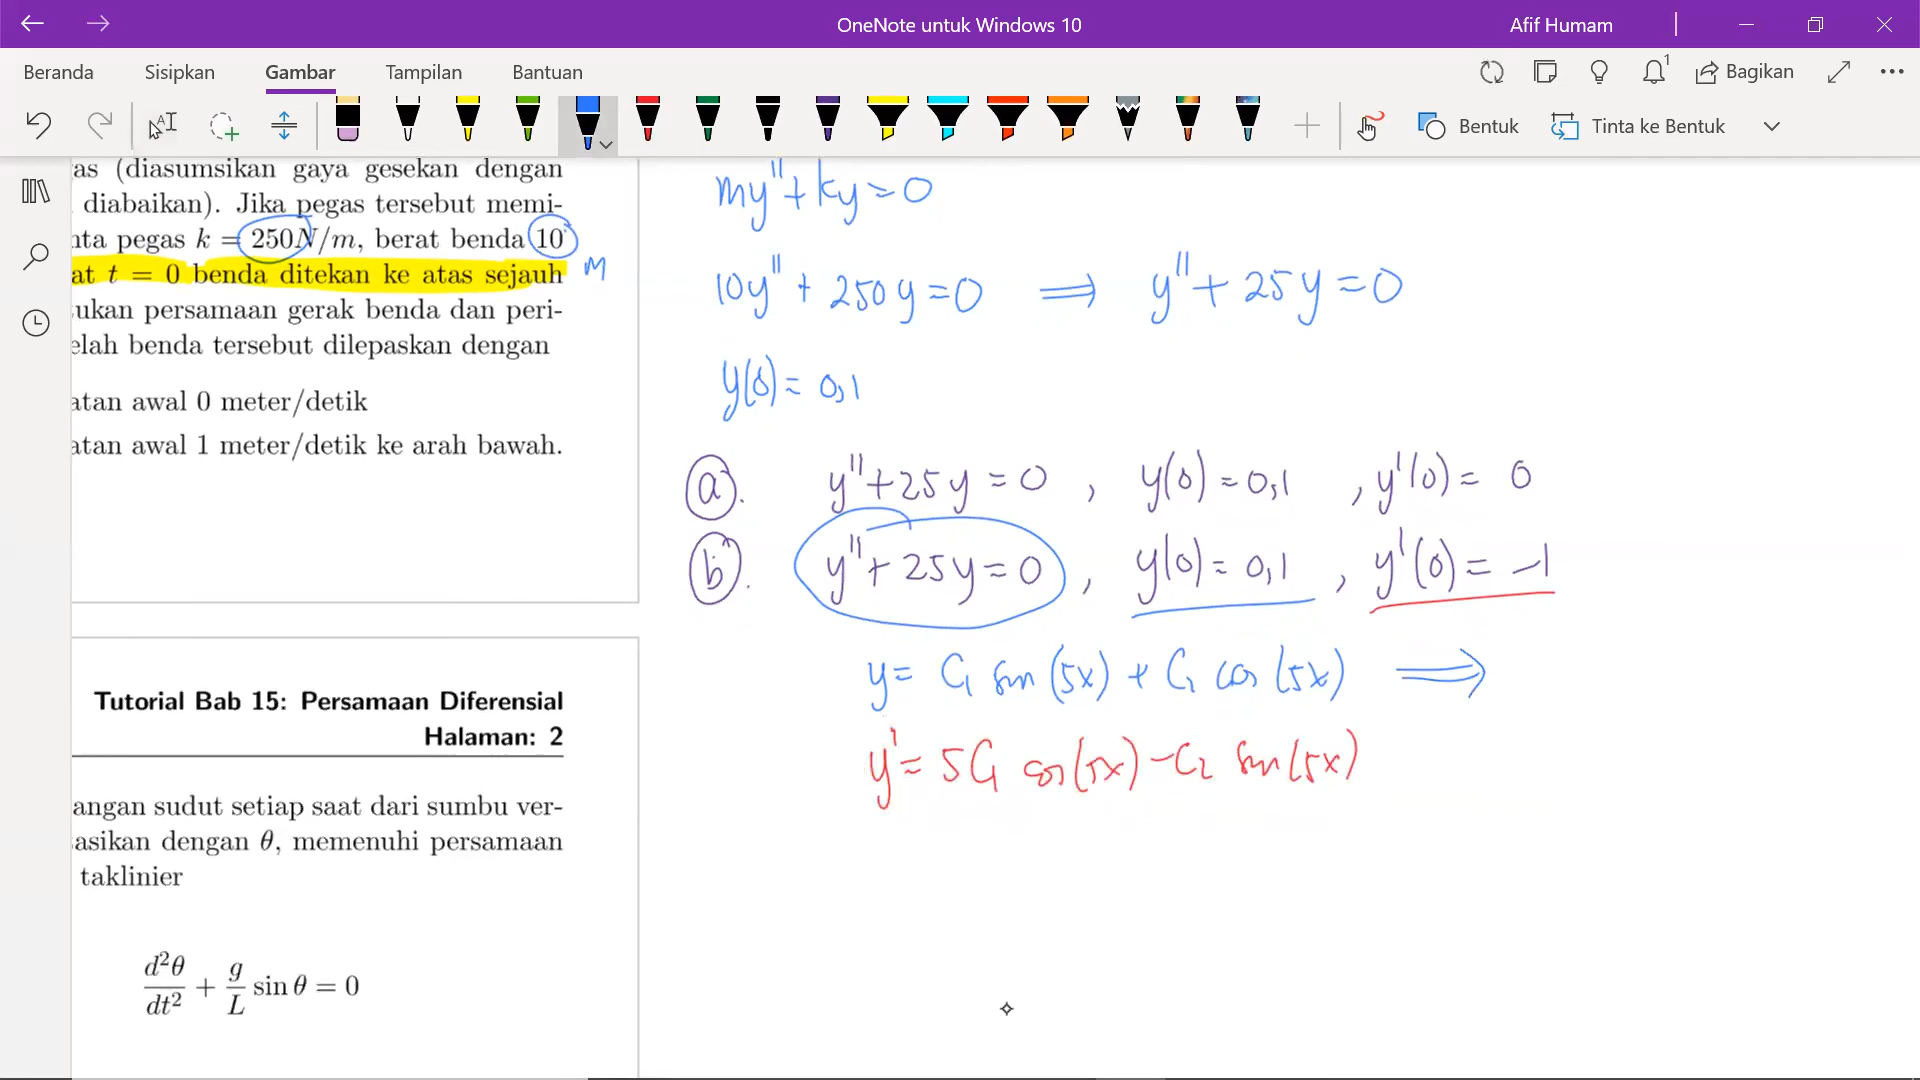 OneNote untuk Windows 10
Afif Humam
Beranda Sisipkan Gambar Tampilan Bantuan
1
Bagikan
Bentuk
Tinta ke Bentuk
as (diasumsikan gaya gesekan dengan
diabaikan). Jika pegas tersebut memi-
nta pegas k = 250N/m, berat benda 10
at t = 0 benda ditekan ke atas sejauh
M
ukan persamaan gerak benda dan peri-
elah benda tersebut dilepaskan dengan
atan awal 0 meter/detik
atan awal 1 meter/detik ke arah bawah.
Tutorial Bab 15: Persamaan Diferensial
Halaman: 2
angan sudut setiap saat dari sumbu ver-
asikan dengan θ, memenuhi persamaan
taklinier
d²θ/dt² + g/L sin θ = 0
my'' + ky = 0
10y'' + 250y = 0 ⟹ y'' + 25y = 0
y(0) = 0,1
a. y'' + 25y = 0 , y(0) = 0,1 , y'(0) = 0
b. y'' + 25y = 0 , y(0) = 0,1 , y'(0) = -1
y = C₁ sin (5x) + C₂ cos (5x) ⟹
y' = 5C₁ cos(5x) - C₂ sin(5x)